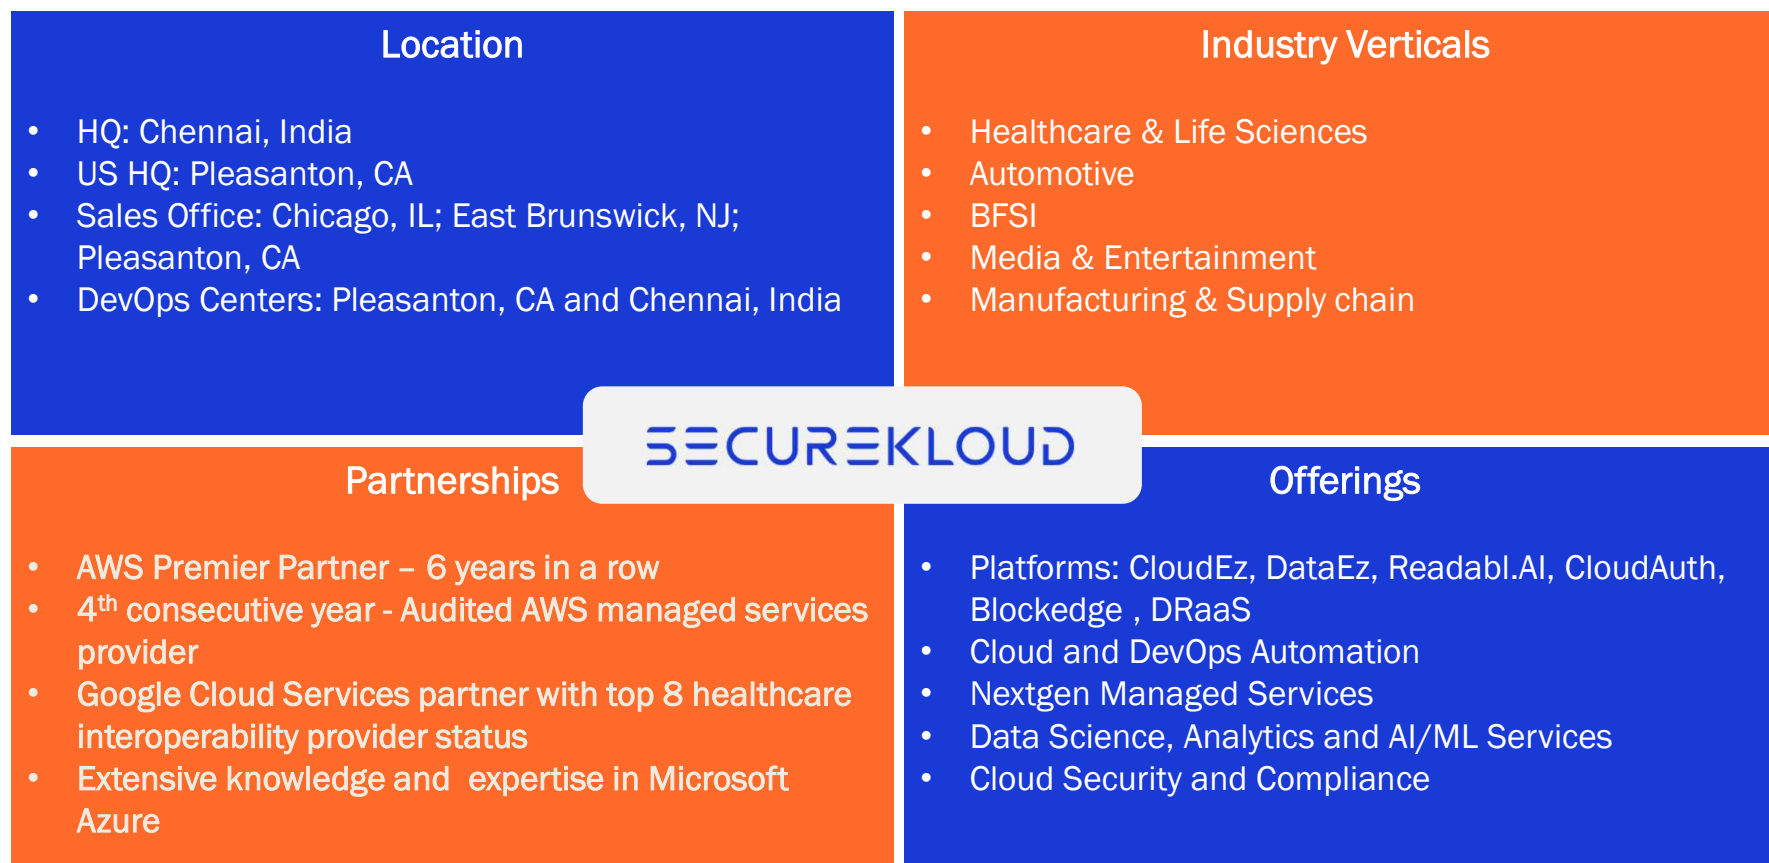 Location
• HQ: Chennai, India
• US HQ: Pleasanton, CA
• Sales Office: Chicago, IL; East Brunswick, NJ;
Pleasanton, CA
• DevOps Centers: Pleasanton, CA and Chennai, India
Industry Verticals
• Healthcare & Life Sciences
• Automotive
• BFSI
• Media & Entertainment
• Manufacturing & Supply chain
SECUREKLOUD
Partnerships
• AWS Premier Partner – 6 years in a row
• 4th consecutive year - Audited AWS managed services
provider
• Google Cloud Services partner with top 8 healthcare
interoperability provider status
• Extensive knowledge and  expertise in Microsoft
Azure
Offerings
• Platforms: CloudEz, DataEz, Readabl.AI, CloudAuth,
Blockedge , DRaaS
• Cloud and DevOps Automation
• Nextgen Managed Services
• Data Science, Analytics and AI/ML Services
• Cloud Security and Compliance